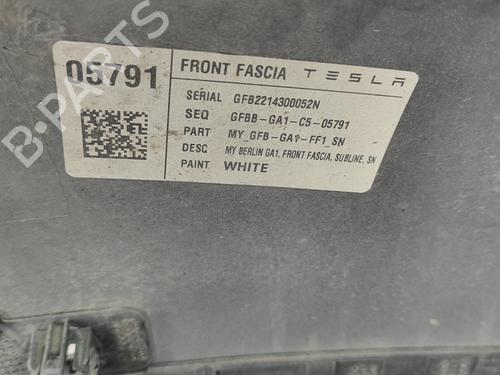 05791
FRONT FASCIA TESLA
SERIAL GFB2214300052N
SEQ GFBB-GA1-C5-05791
PART MY_GFB-GA1-FF1_SN
DESC MY BERLIN GA1, FRONT FASCIA, SUBLINE, SN
PAINT WHITE
B-PARTS